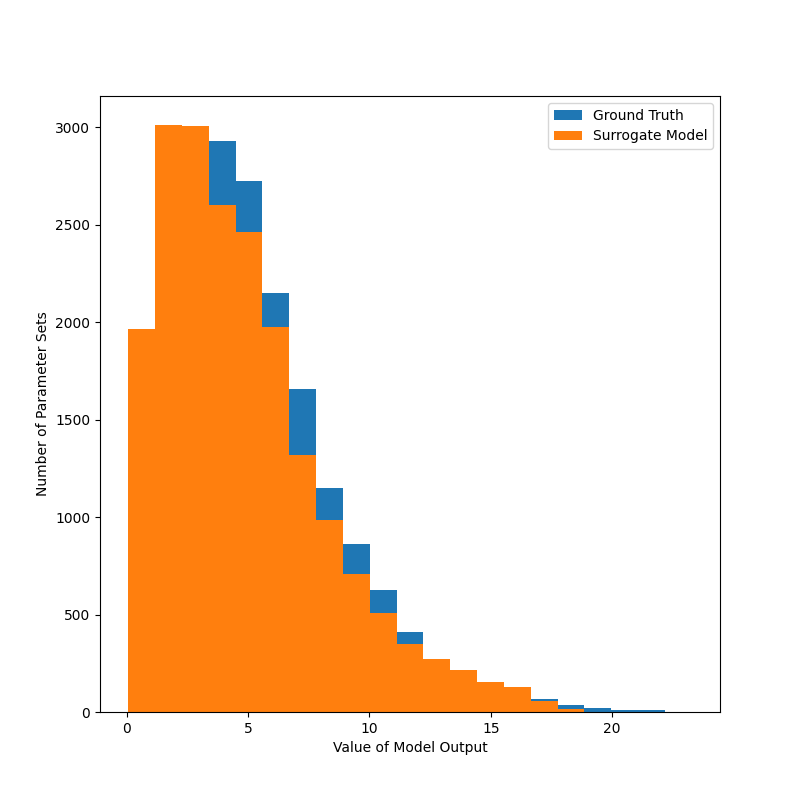 Ground Truth
Surrogate Model
3000
2500
2000
1500
1000
500
0
Number of Parameter Sets
0 5 10 15 20
Value of Model Output